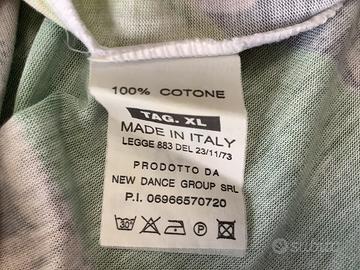 100% COTONE
TAG. XL
MADE IN ITALY
LEGGE 883 DEL 23/11/73
PRODOTTO DA
NEW DANCE GROUP SRL
P.I. 06966570720
30°
A
P
subito